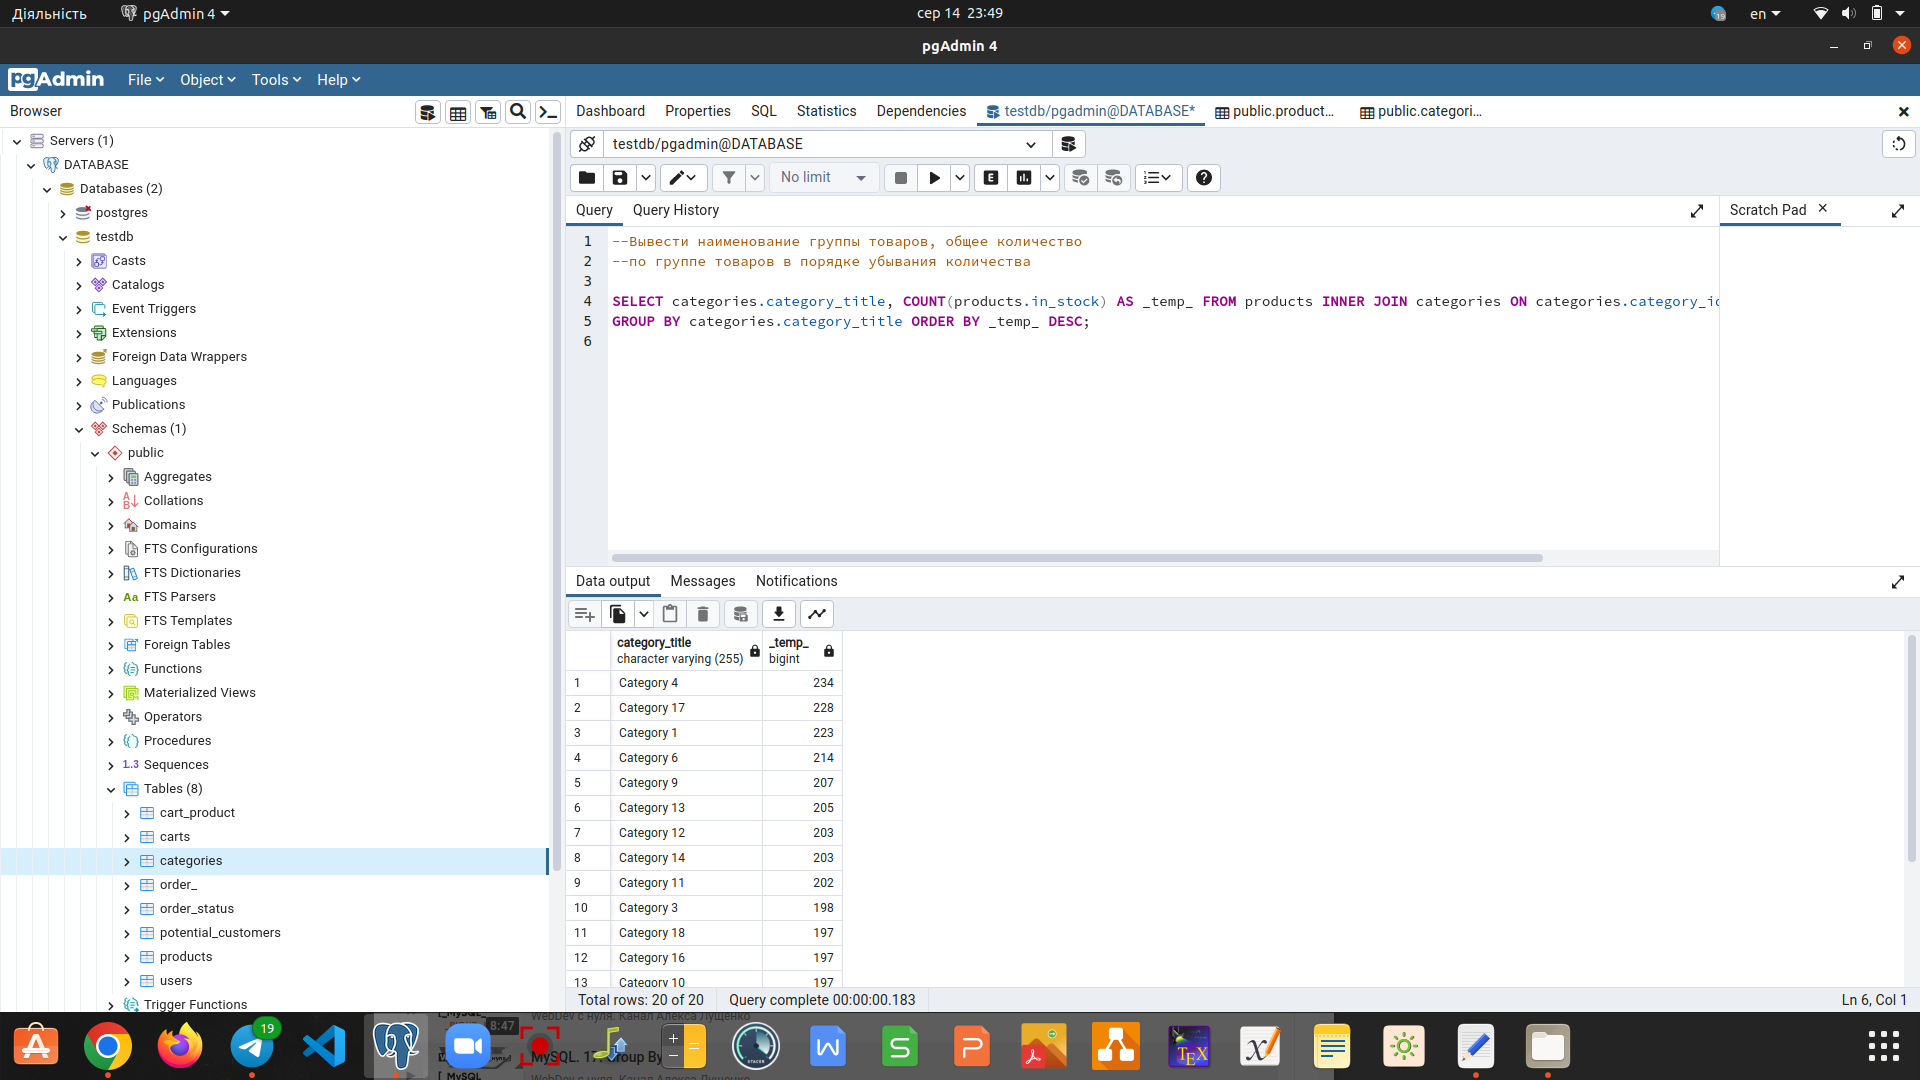 Діяльність
pgAdmin 4
сер 14 23:49
en
pgAdmin 4
pgAdmin
File
Object
Tools
Help
Browser
Dashboard
Properties
SQL
Statistics
Dependencies
testdb/pgadmin@DATABASE*
public.product...
public.categori...
Servers (1)
DATABASE
Databases (2)
postgres
testdb
Casts
Catalogs
Event Triggers
Extensions
Foreign Data Wrappers
Languages
Publications
Schemas (1)
public
Aggregates
Collations
Domains
FTS Configurations
FTS Dictionaries
FTS Parsers
FTS Templates
Foreign Tables
Functions
Materialized Views
Operators
Procedures
1.3 Sequences
Tables (8)
cart_product
carts
categories
order_
order_status
potential_customers
products
users
Trigger Functions
testdb/pgadmin@DATABASE
No limit
Query
Query History
Scratch Pad
1 --Вывести наименование группы товаров, общее количество
2 --по группе товаров в порядке убывания количества
3
4 SELECT categories.category_title, COUNT(products.in_stock) AS _temp_ FROM products INNER JOIN categories ON categories.category_id
5 GROUP BY categories.category_title ORDER BY _temp_ DESC;
6
Data output
Messages
Notifications
category_title
character varying (255)
_temp_
bigint
1 Category 4 234
2 Category 17 228
3 Category 1 223
4 Category 6 214
5 Category 9 207
6 Category 13 205
7 Category 12 203
8 Category 14 203
9 Category 11 202
10 Category 3 198
11 Category 18 197
12 Category 16 197
13 Category 10 197
Total rows: 20 of 20
Query complete 00:00:00.183
Ln 6, Col 1
19
8:47
WebDev с нуля. Канал Алекса Лущенко
MySQL. 17. Group By
MySQL
WebDev с нуля. Канал Алекса Лущенко